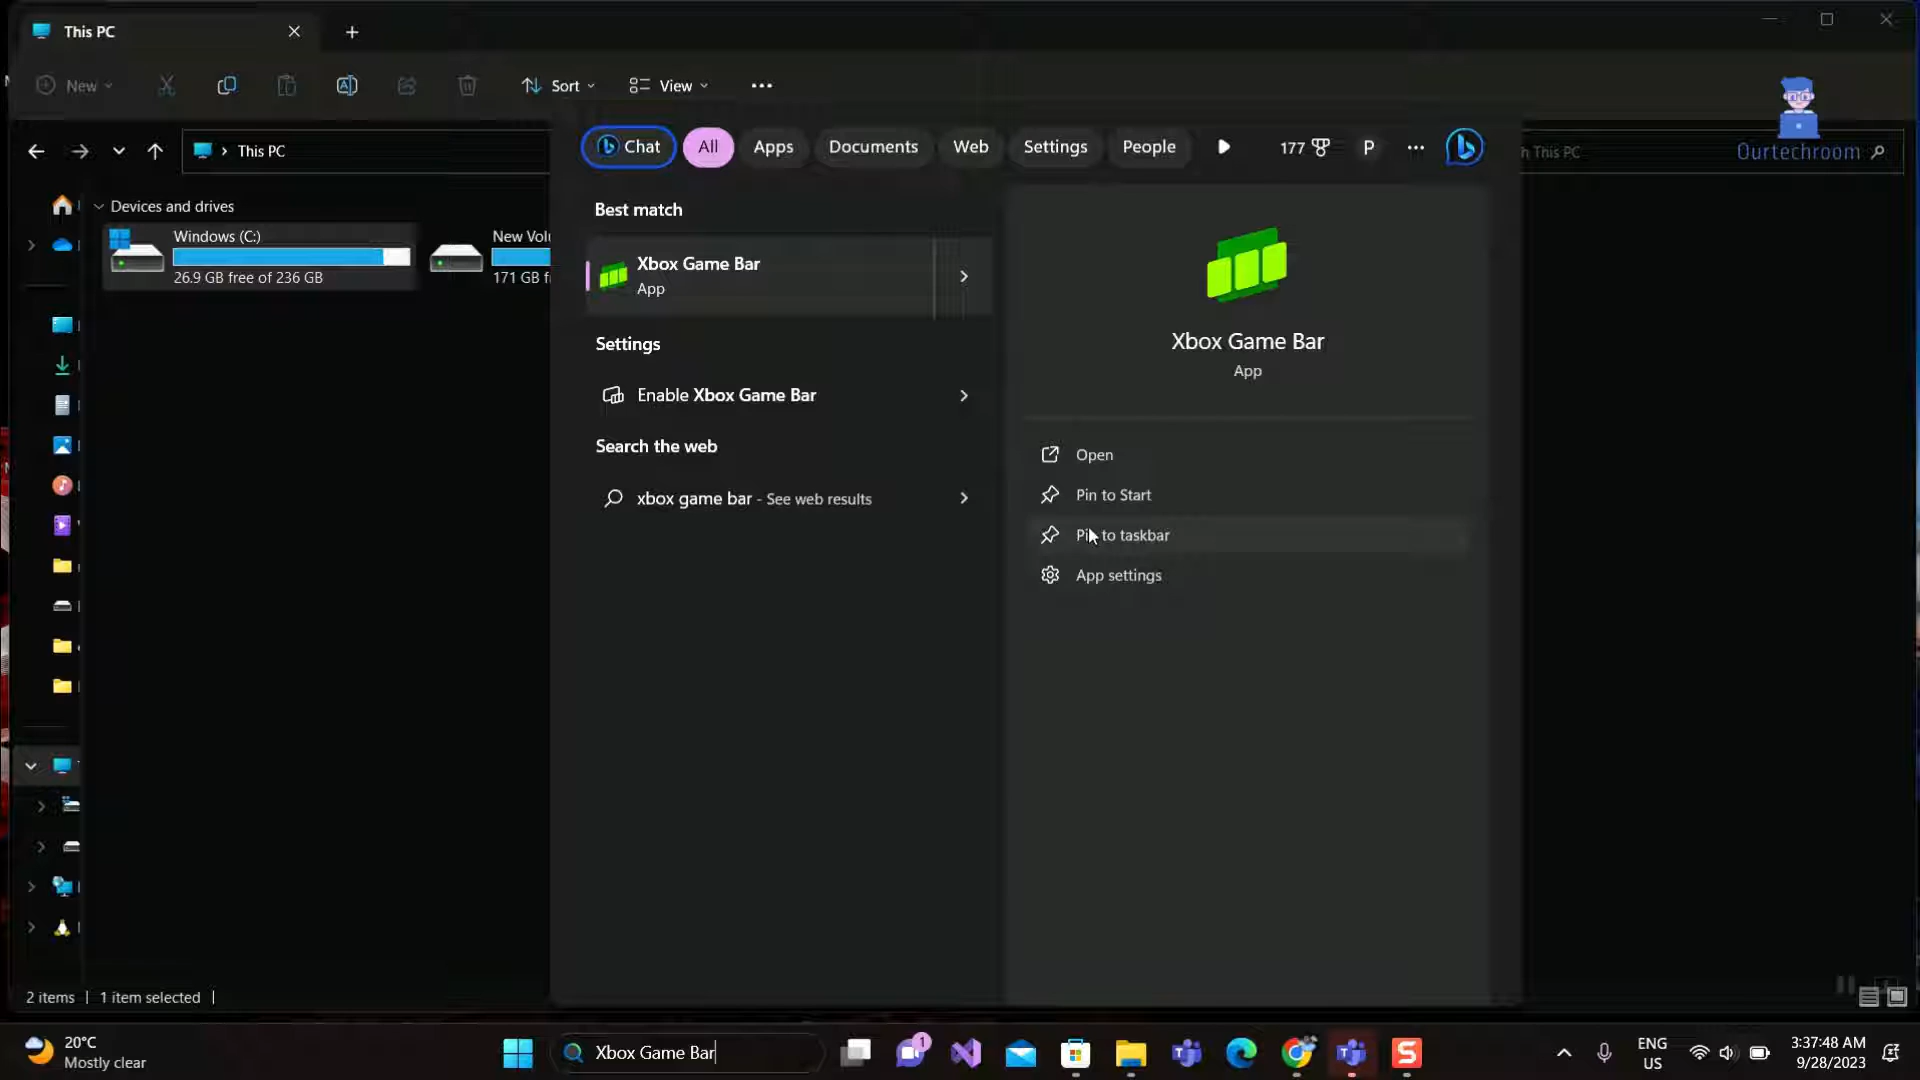 This PC
New
Sort
View
This PC
Chat
All
Apps
Documents
Web
Settings
People
177
P
This PC
Ourtechroom
Devices and drives
Windows (C:)
26.9 GB free of 236 GB
New
171 GB
Best match
Xbox Game Bar
App
Settings
Enable Xbox Game Bar
Search the web
xbox game bar - See web results
Xbox Game Bar
App
Open
Pin to Start
Pin to taskbar
App settings
2 items
1 item selected
20°C
Mostly clear
Xbox Game Bar
1
ENG
US
3:37:48 AM
9/28/2023